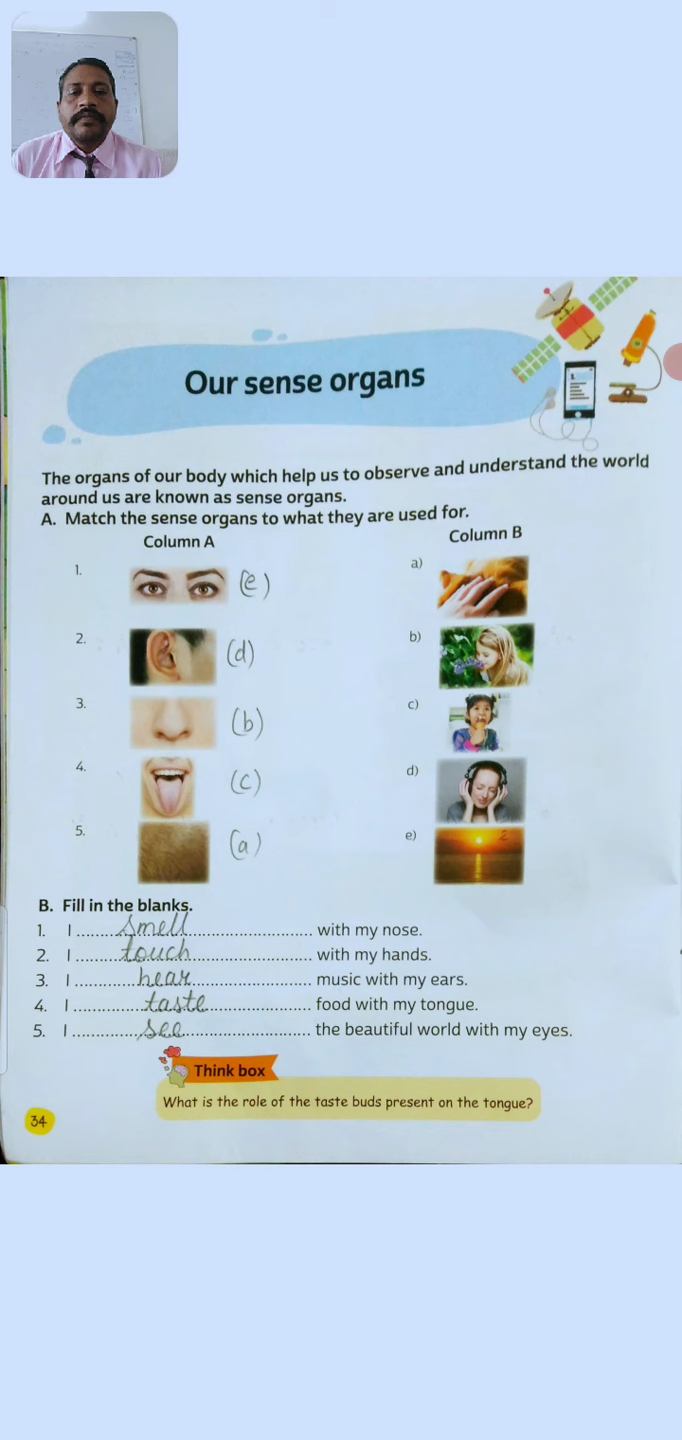 Our sense organs
The organs of our body which help us to observe and understand the world
around us are known as sense organs.
A. Match the sense organs to what they are used for.
Column A
Column B
1. (e) a)
2. (d) b)
3. (b) c)
4. (c) d)
5. (a) e)
B. Fill in the blanks.
1. I ........smell........ with my nose.
2. I ........touch........ with my hands.
3. I ........hear........ music with my ears.
4. I ........taste........ food with my tongue.
5. I ........see........ the beautiful world with my eyes.
Think box
What is the role of the taste buds present on the tongue?
34